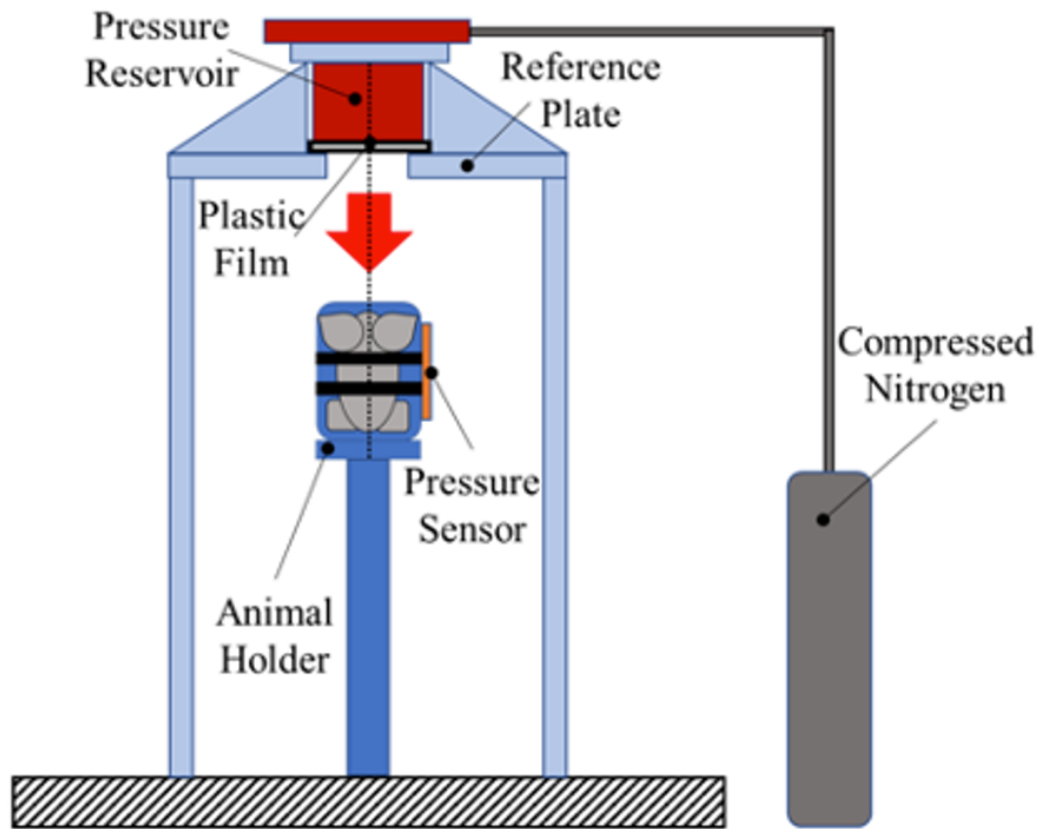 Pressure
Reservoir
Reference
Plate
Plastic
Film
Compressed
Nitrogen
Pressure
Sensor
Animal
Holder